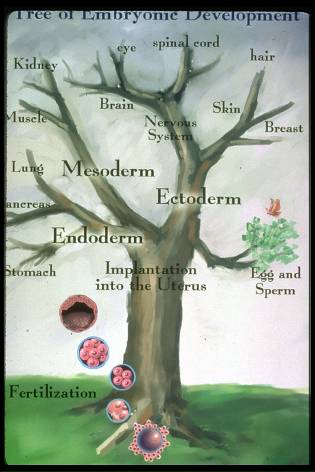 Tree of Embryonic Development
eye
spinal cord
hair
Kidney
Brain
Skin
Muscle
Nervous
System
Breast
Lung
Mesoderm
Ectoderm
ancreas
Endoderm
Stomach
Implantation
into the Uterus
Egg and
Sperm
Fertilization